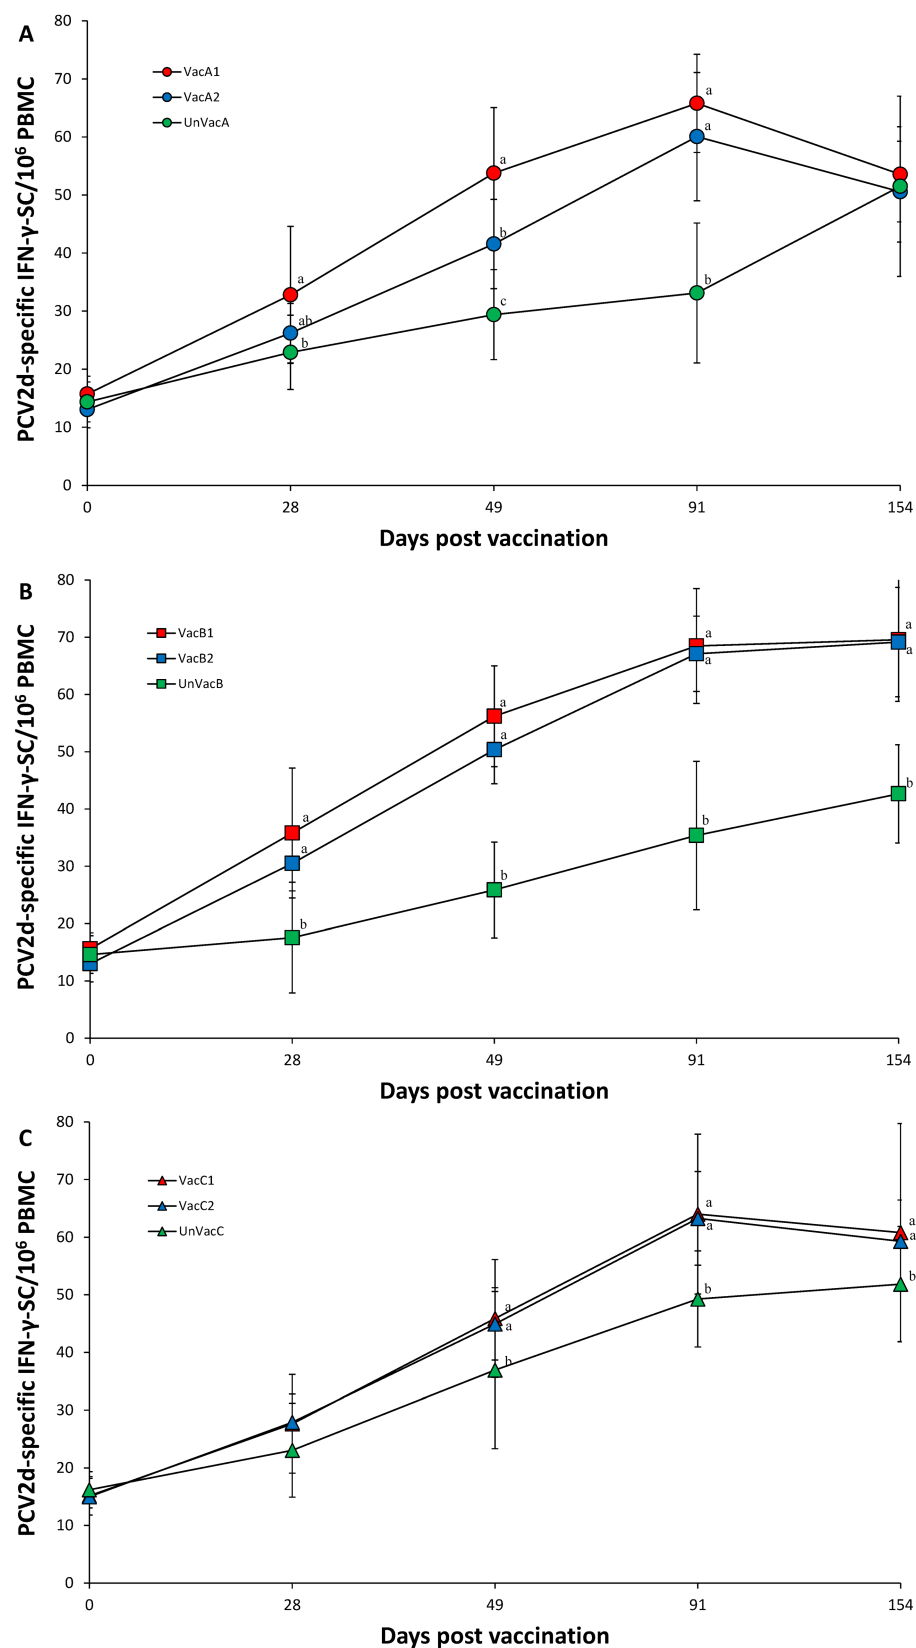 A
PCV2d-specific IFN-γ-SC/10⁶ PBMC
80
70
60
50
40
30
20
10
0
VacA1
VacA2
UnVacA
a
ab
b
a
b
c
a
a
b
0 28 49 91 154
Days post vaccination
B
PCV2d-specific IFN-γ-SC/10⁶ PBMC
80
70
60
50
40
30
20
10
0
VacB1
VacB2
UnVacB
a
a
b
a
a
b
a
a
b
a
a
b
0 28 49 91 154
Days post vaccination
C
PCV2d-specific IFN-γ-SC/10⁶ PBMC
80
70
60
50
40
30
20
10
0
VacC1
VacC2
UnVacC
a
a
b
a
a
b
a
a
b
0 28 49 91 154
Days post vaccination